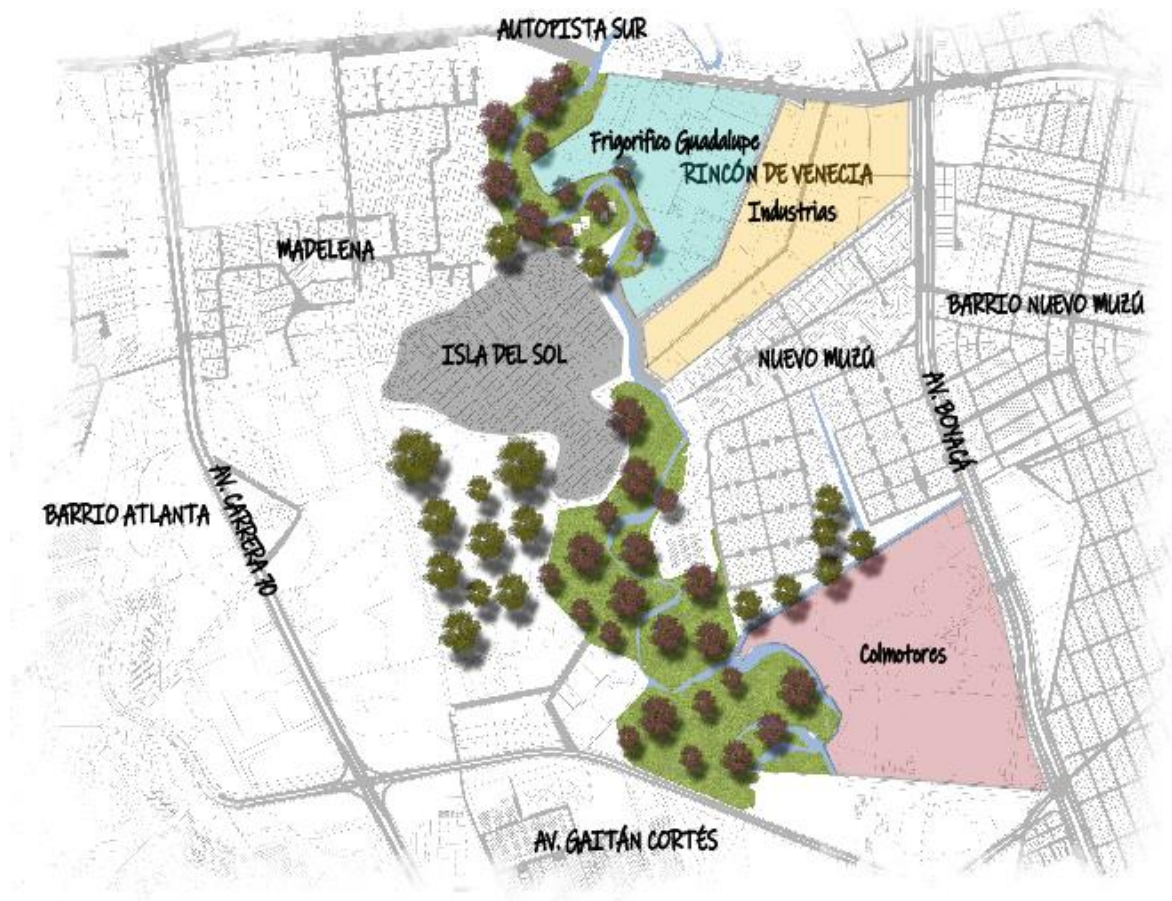 AUTOPISTA SUR
Frigorifico Guadalupe
RINCÓN DE VENECIA
Industrias
MADELENA
BARRIO NUEVO MUZÚ
ISLA DEL SOL
NUEVO MUZÚ
AV. BOYACÁ
BARRIO ATLANTA
AV. CARRERA 70
Colmotores
AV. GAITÁN CORTÉS